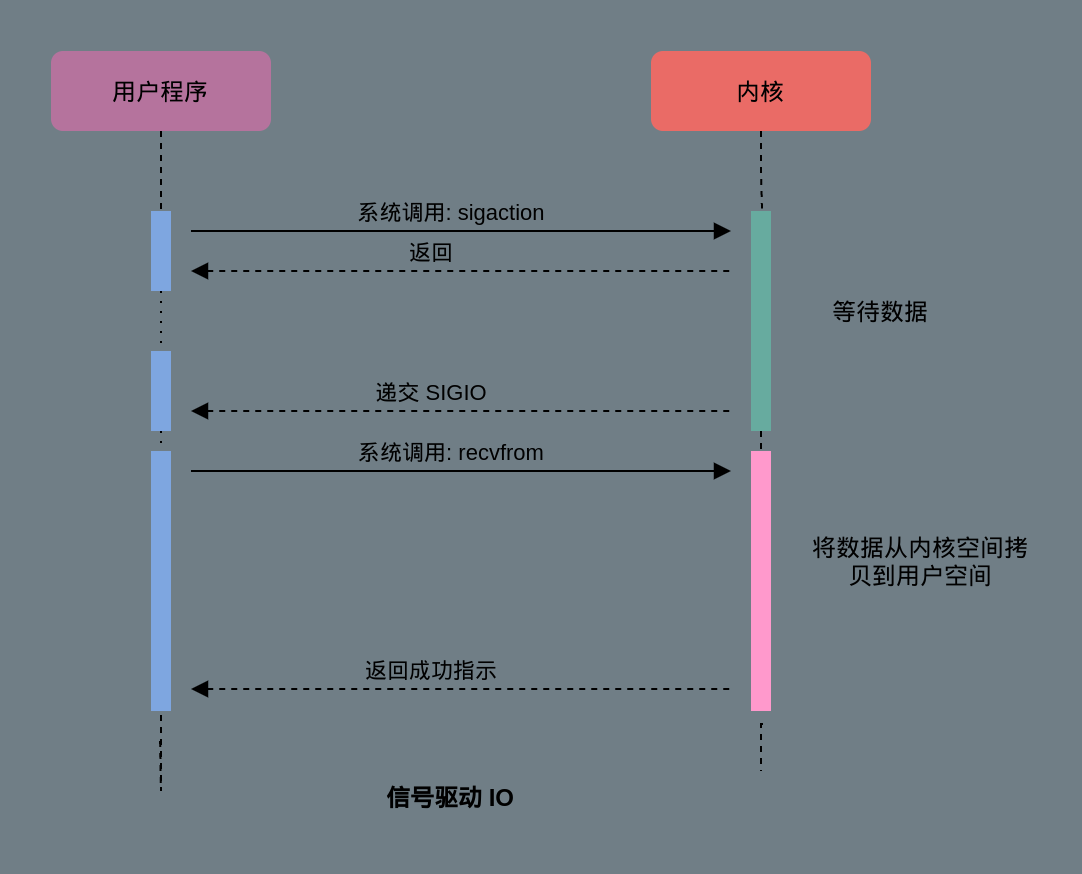 用户程序
内核
系统调用: sigaction
返回
等待数据
递交 SIGIO
系统调用: recvfrom
将数据从内核空间拷
贝到用户空间
返回成功指示
信号驱动 IO